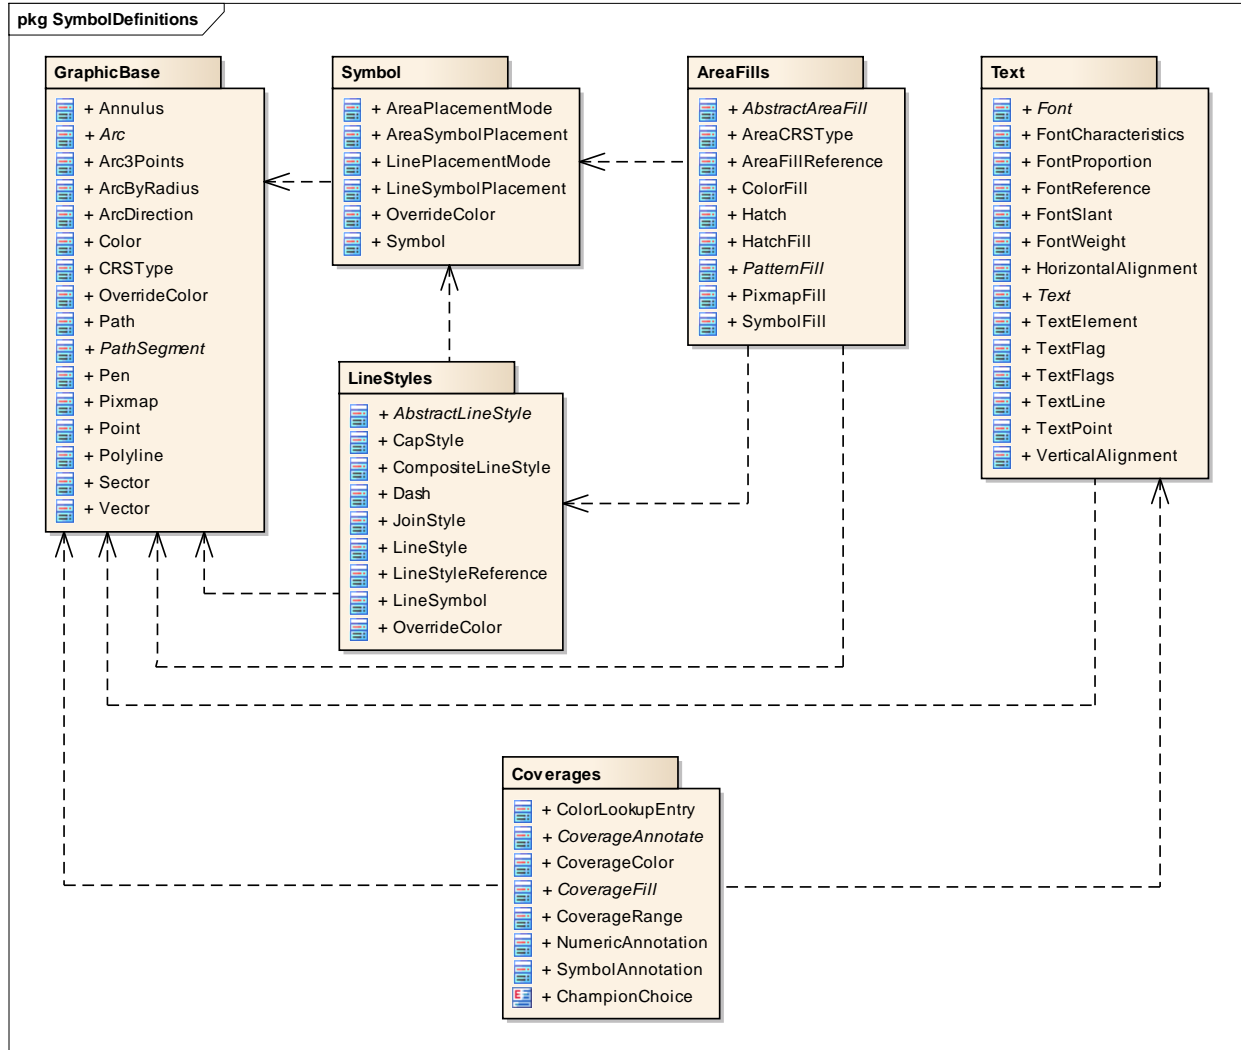 pkg SymbolDefinitions
GraphicBase
+ Annulus
+ Arc
+ Arc3Points
+ ArcByRadius
+ ArcDirection
+ Color
+ CRSType
+ OverrideColor
+ Path
+ PathSegment
+ Pen
+ Pixmap
+ Point
+ Polyline
+ Sector
+ Vector
Symbol
+ AreaPlacementMode
+ AreaSymbolPlacement
+ LinePlacementMode
+ LineSymbolPlacement
+ OverrideColor
+ Symbol
AreaFills
+ AbstractAreaFill
+ AreaCRSType
+ AreaFillReference
+ ColorFill
+ Hatch
+ HatchFill
+ PatternFill
+ PixmapFill
+ SymbolFill
Text
+ Font
+ FontCharacteristics
+ FontProportion
+ FontReference
+ FontSlant
+ FontWeight
+ HorizontalAlignment
+ Text
+ TextElement
+ TextFlag
+ TextFlags
+ TextLine
+ TextPoint
+ VerticalAlignment
LineStyles
+ AbstractLineStyle
+ CapStyle
+ CompositeLineStyle
+ Dash
+ JoinStyle
+ LineStyle
+ LineStyleReference
+ LineSymbol
+ OverrideColor
Coverages
+ ColorLookupEntry
+ CoverageAnnotate
+ CoverageColor
+ CoverageFill
+ CoverageRange
+ NumericAnnotation
+ SymbolAnnotation
+ ChampionChoice